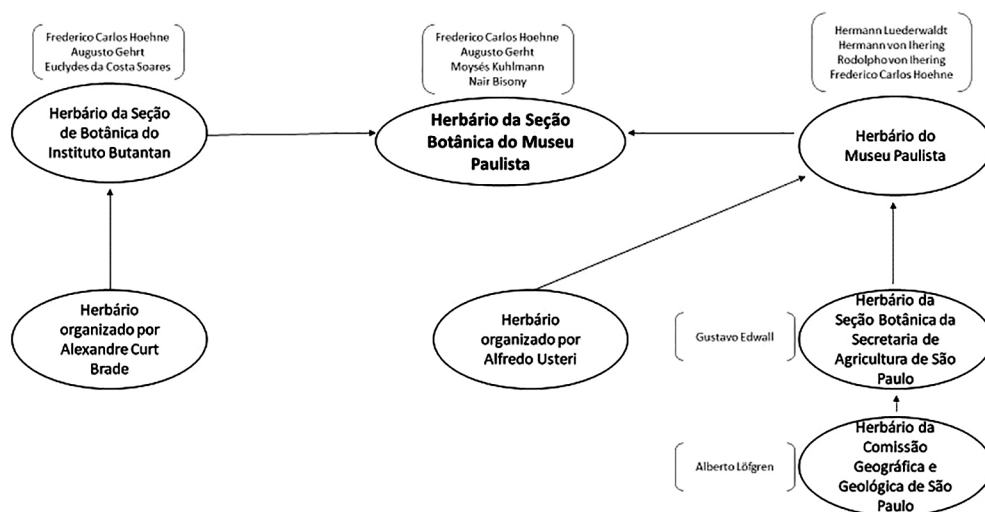 Frederico Carlos Hoehne
Augusto Gehrt
Euclydes da Costa Soares
Herbário da Seção
de Botânica do
Instituto Butantan
Frederico Carlos Hoehne
Augusto Gerht
Moysés Kuhlmann
Nair Bisony
Herbário da Seção
Botânica do Museu
Paulista
Hermann Luederwaldt
Hermann von Ihering
Rodolpho von Ihering
Frederico Carlos Hoehne
Herbário do
Museu Paulista
Herbário
organizado por
Alexandre Curt
Brade
Herbário
organizado por
Alfredo Usteri
Gustavo Edwall
Herbário da
Seção Botânica da
Secretaria de
Agricultura de São
Paulo
Alberto Löfgren
Herbário da
Comissão
Geográfica e
Geológica de São
Paulo